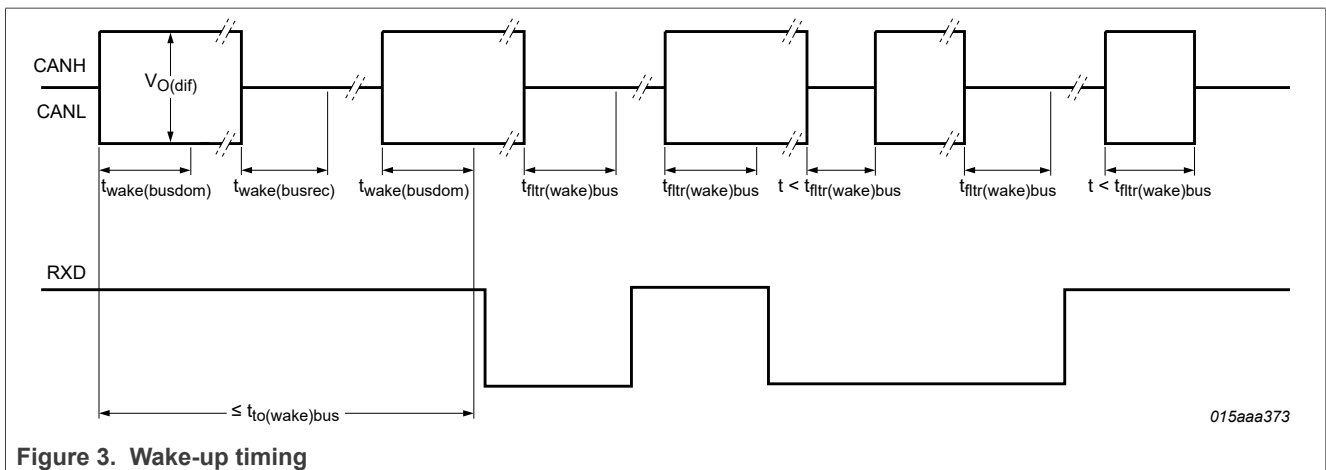 CANH
V_O(dif)
CANL
t_wake(busdom)
t_wake(busrec)
t_wake(busdom)
t_fltr(wake)bus
t_fltr(wake)bus
t < t_fltr(wake)bus
t_fltr(wake)bus
t < t_fltr(wake)bus
RXD
≤ t_to(wake)bus
015aaa373
Figure 3. Wake-up timing